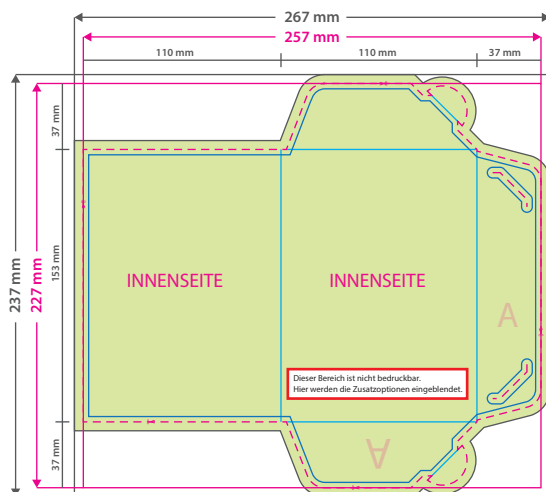 267 mm
257 mm
110 mm
110 mm
37 mm
37 mm
153 mm
37 mm
237 mm
227 mm
INNENSEITE
INNENSEITE
A
Dieser Bereich ist nicht bedruckbar.
Hier werden die Zusatzoptionen eingeblendet.
A